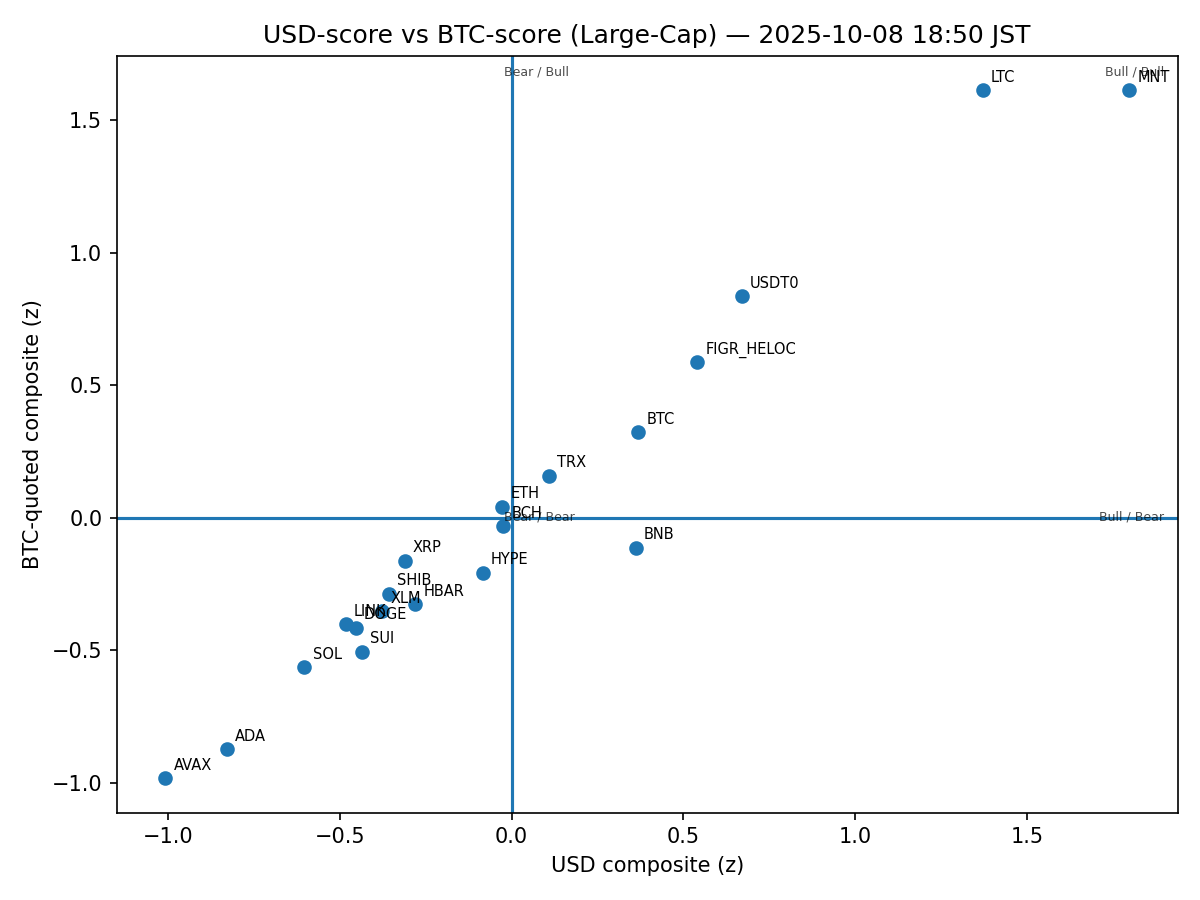 USD-score vs BTC-score (Large-Cap) — 2025-10-08 18:50 JST
Bear / Bull
Bull / Bull
LTC
MNT
USDT0
FIGR_HELOC
BTC
TRX
ETH
BCH
Bear / Bear
Bull / Bear
BNB
XRP
HYPE
SHIB
HBAR
XLM
LINK
DOGE
SUI
SOL
ADA
AVAX
1.5
1.0
0.5
0.0
−0.5
−1.0
BTC-quoted composite (z)
−1.0
−0.5
0.0
0.5
1.0
1.5
USD composite (z)